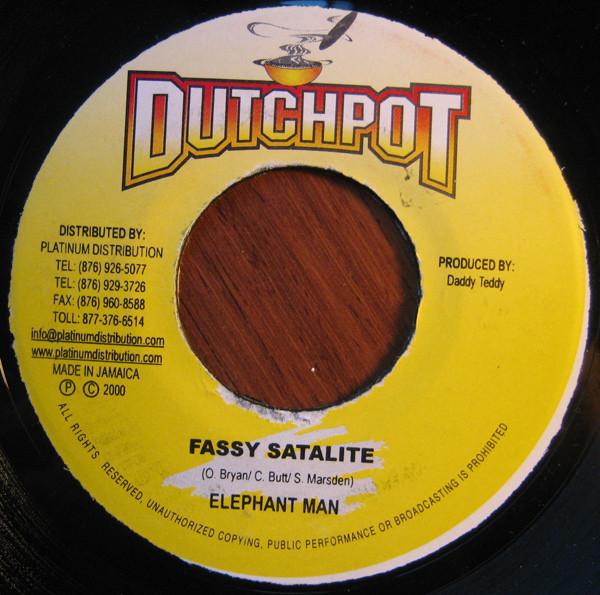 DUTCHPOT
DISTRIBUTED BY:
PLATINUM DISTRIBUTION
TEL: (876) 926-5077
TEL: (876) 929-3726
FAX: (876) 960-8588
TOLL: 877-376-6514
info@platinumdistribution.com
www.platinumdistribution.com
MADE IN JAMAICA
Ⓟ Ⓒ 2000
PRODUCED BY:
Daddy Teddy
FASSY SATALITE
(O. Bryan/ C. Butt/ S. Marsden)
ELEPHANT MAN
ALL RIGHTS RESERVED, UNAUTHORIZED COPYING, PUBLIC PERFORMANCE OR BROADCASTING IS PROHIBITED